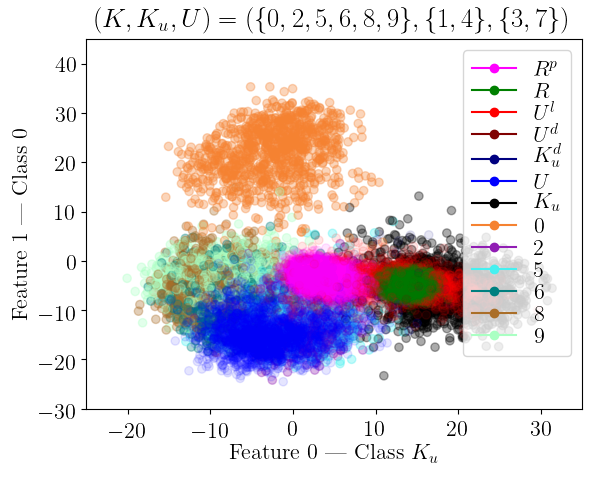 (K, K_u, U) = ({0, 2, 5, 6, 8, 9}, {1, 4}, {3, 7})
40
30
20
10
0
−10
−20
−30
Feature 1 — Class 0
R^p
R
U^l
U^d
K_u^d
U
K_u
0
2
5
6
8
9
−20
−10
0
10
20
30
Feature 0 — Class K_u